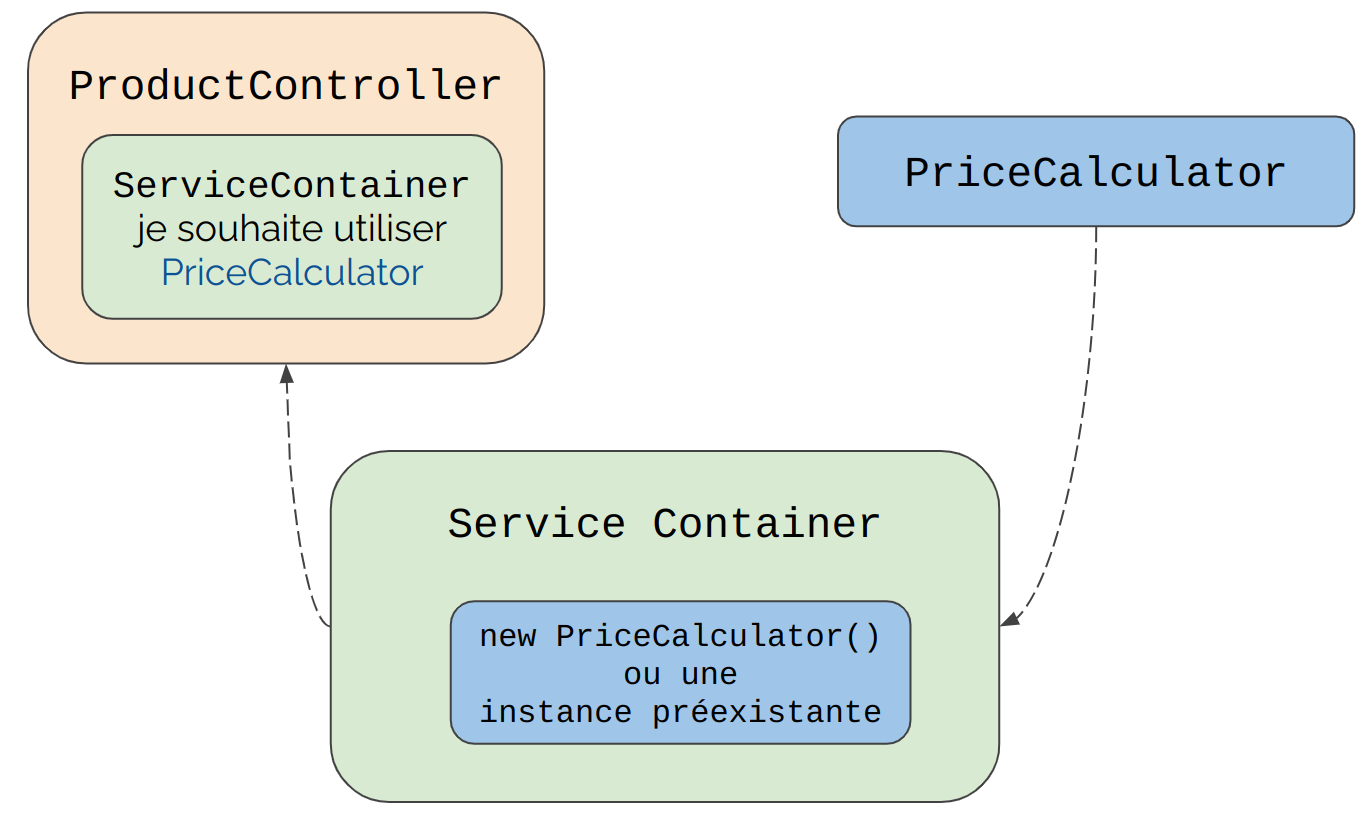 ProductController
ServiceContainer
je souhaite utiliser
PriceCalculator
PriceCalculator
Service Container
new PriceCalculator()
ou une
instance préexistante